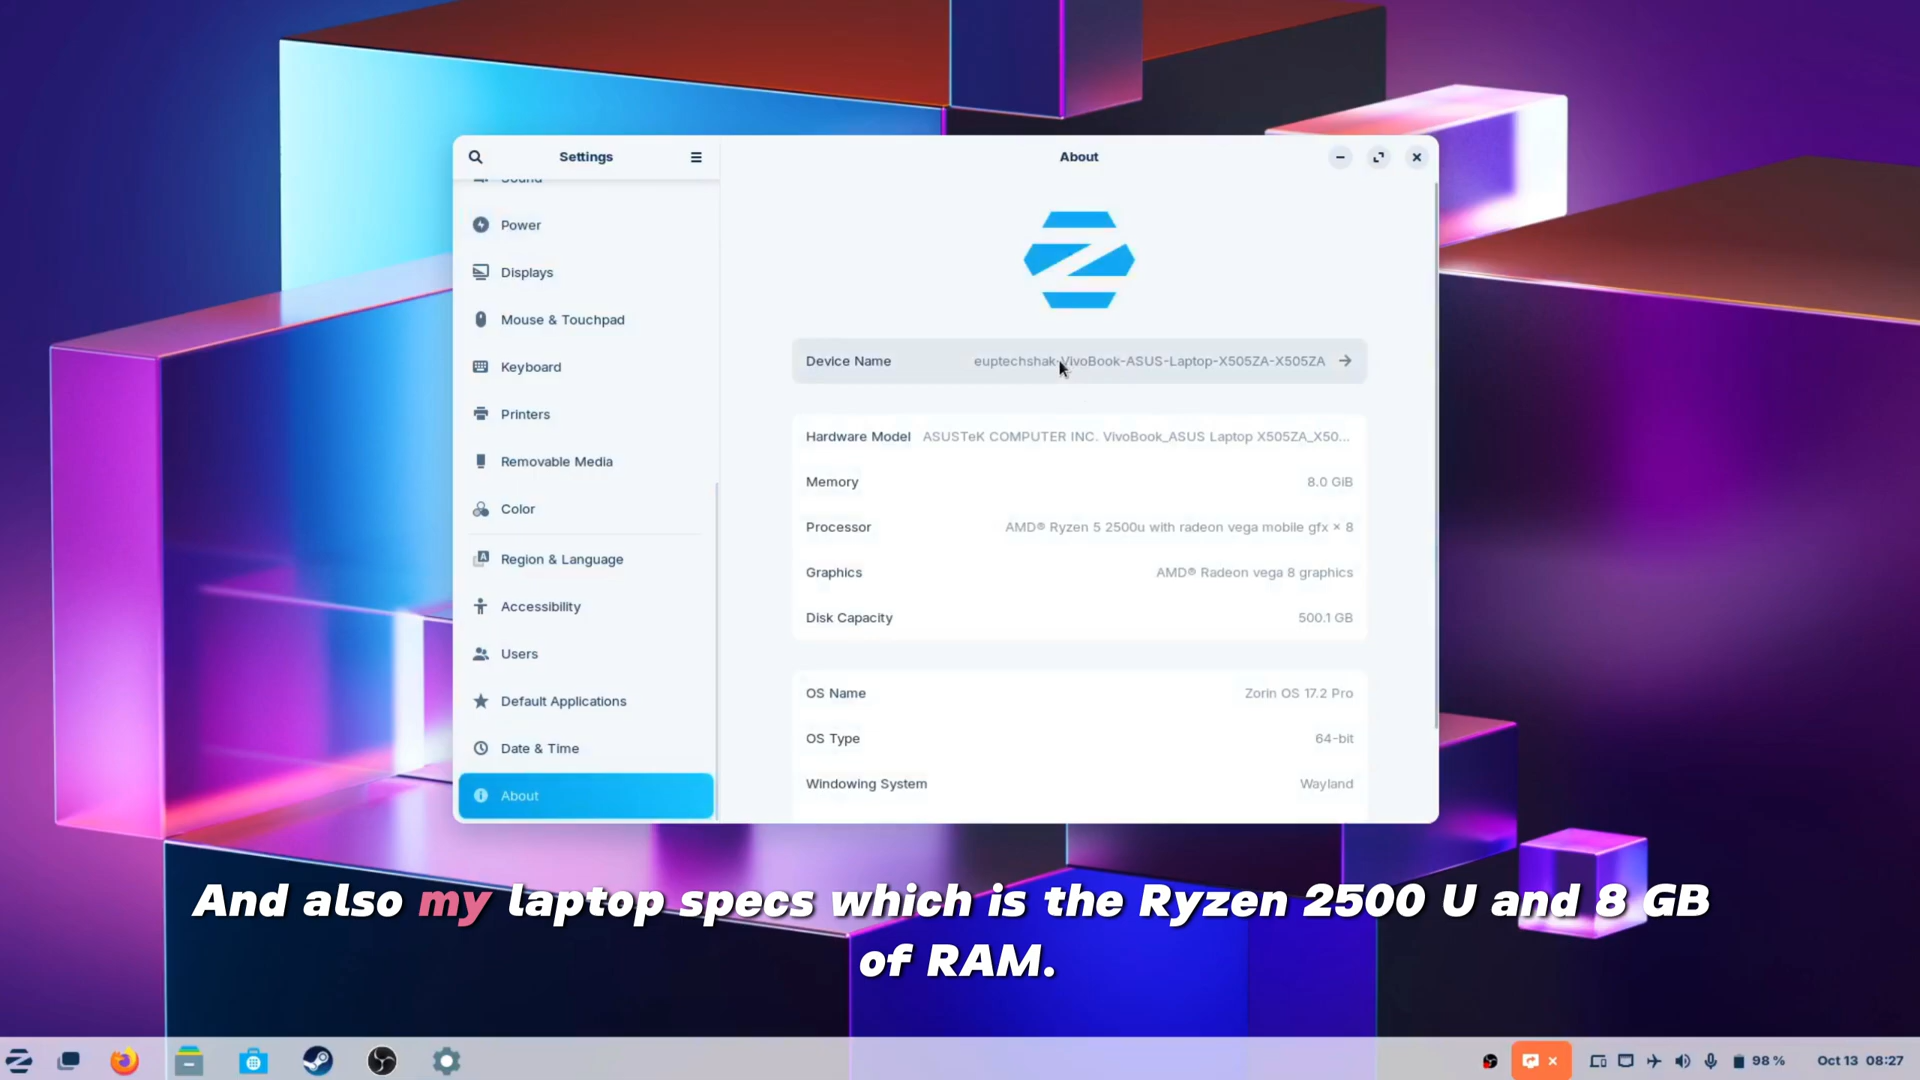 Settings
About
Sound
Power
Displays
Mouse & Touchpad
Keyboard
Printers
Removable Media
Color
Region & Language
Accessibility
Users
Default Applications
Date & Time
About
Device Name euptechshak-VivoBook-ASUS-Laptop-X505ZA-X505ZA
Hardware Model ASUSTeK COMPUTER INC. VivoBook_ASUS Laptop X505ZA_X50...
Memory 8.0 GiB
Processor AMD® Ryzen 5 2500u with radeon vega mobile gfx × 8
Graphics AMD® Radeon vega 8 graphics
Disk Capacity 500.1 GB
OS Name Zorin OS 17.2 Pro
OS Type 64-bit
Windowing System Wayland
And also my laptop specs which is the Ryzen 2500 U and 8 GB
of RAM.
98 % Oct 13 08:27